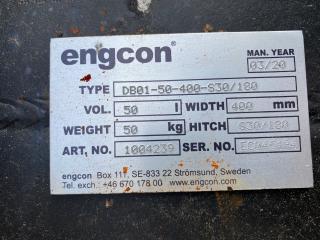 engcon®
MAN. YEAR
03/20
TYPE DB01-50-400-S30/180
VOL. 50 l WIDTH 400 mm
WEIGHT 50 kg HITCH S30/180
ART. NO. 1004239 SER. NO.
engcon Box 111, SE-833 22 Strömsund, Sweden
Tel. exch.: +46 670 178 00 www.engcon.com